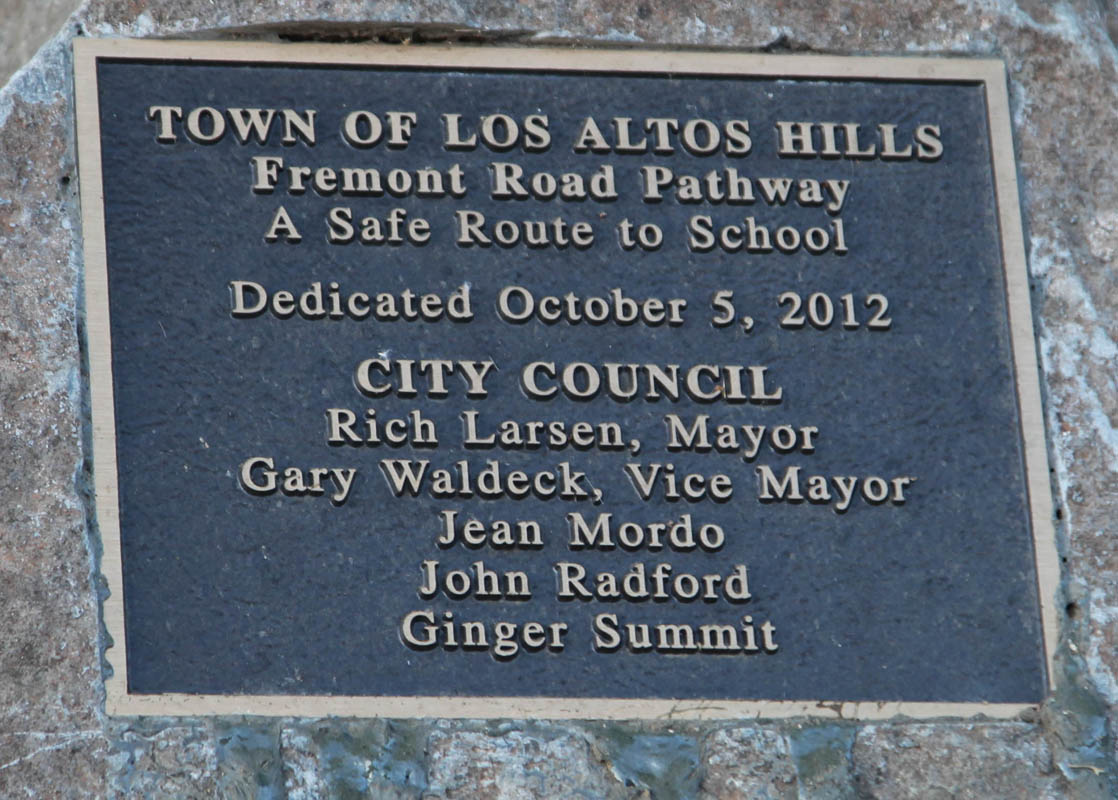 TOWN OF LOS ALTOS HILLS
Fremont Road Pathway
A Safe Route to School
Dedicated October 5, 2012
CITY COUNCIL
Rich Larsen, Mayor
Gary Waldeck, Vice Mayor
Jean Mordo
John Radford
Ginger Summit